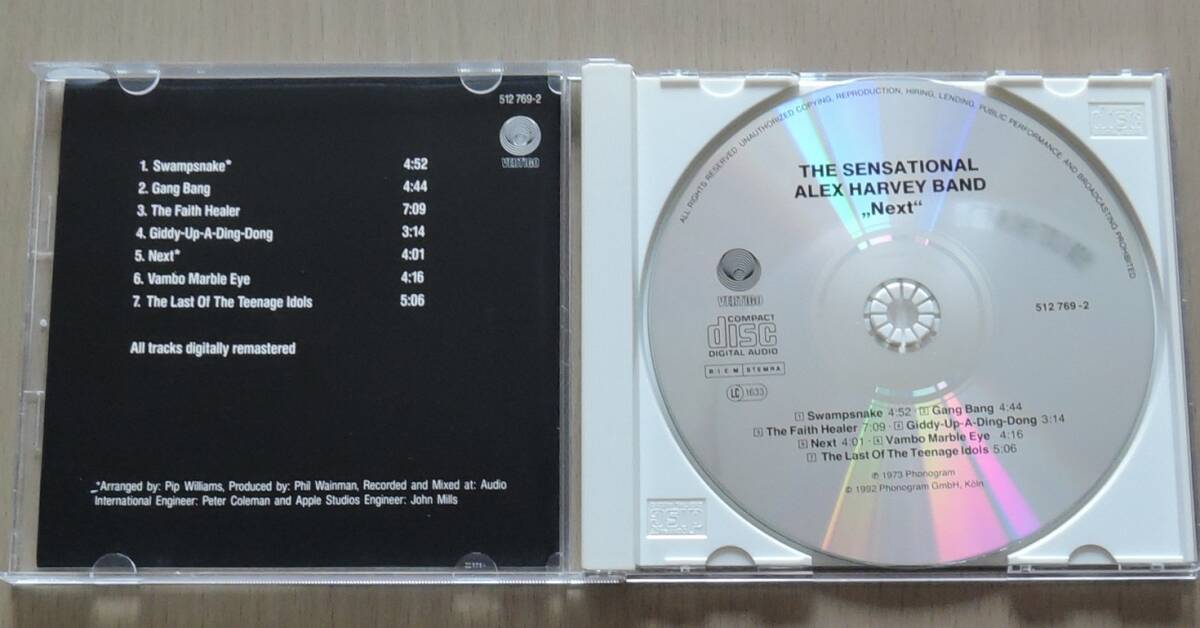 512 769-2
VERTIGO
1. Swampsnake* 4:52
2. Gang Bang 4:44
3. The Faith Healer 7:09
4. Giddy-Up-A-Ding-Dong 3:14
5. Next* 4:01
6. Vambo Marble Eye 4:16
7. The Last Of The Teenage Idols 5:06
All tracks digitally remastered
*Arranged by: Pip Williams, Produced by: Phil Wainman, Recorded and Mixed at: Audio
International Engineer: Peter Coleman and Apple Studios Engineer: John Mills
ALL RIGHTS RESERVED UNAUTHORIZED COPYING, REPRODUCTION, HIRING, LENDING, PUBLIC PERFORMANCE AND BROADCASTING PROHIBITED
THE SENSATIONAL
ALEX HARVEY BAND
„Next“
VERTIGO
512 769 -2
COMPACT
disc
DIGITAL AUDIO
B I E M STEMRA
LC 1633
1 Swampsnake 4:52 · 2 Gang Bang 4:44
3 The Faith Healer 7:09 · 4 Giddy-Up-A-Ding-Dong 3:14
5 Next 4:01 · 6 Vambo Marble Eye 4:16
7 The Last Of The Teenage Idols 5:06
℗ 1973 Phonogram
© 1992 Phonogram GmbH, Köln
disc
disc